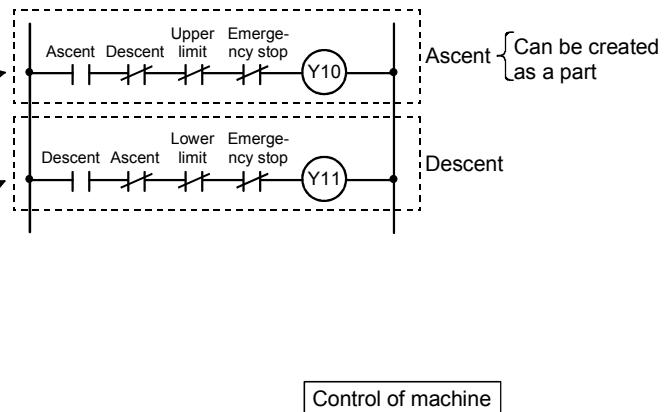 Ascent
Descent
Upper
limit
Emerge-
ncy stop
Y10
Ascent
Can be created
as a part
Descent
Ascent
Lower
limit
Emerge-
ncy stop
Y11
Descent
Control of machine